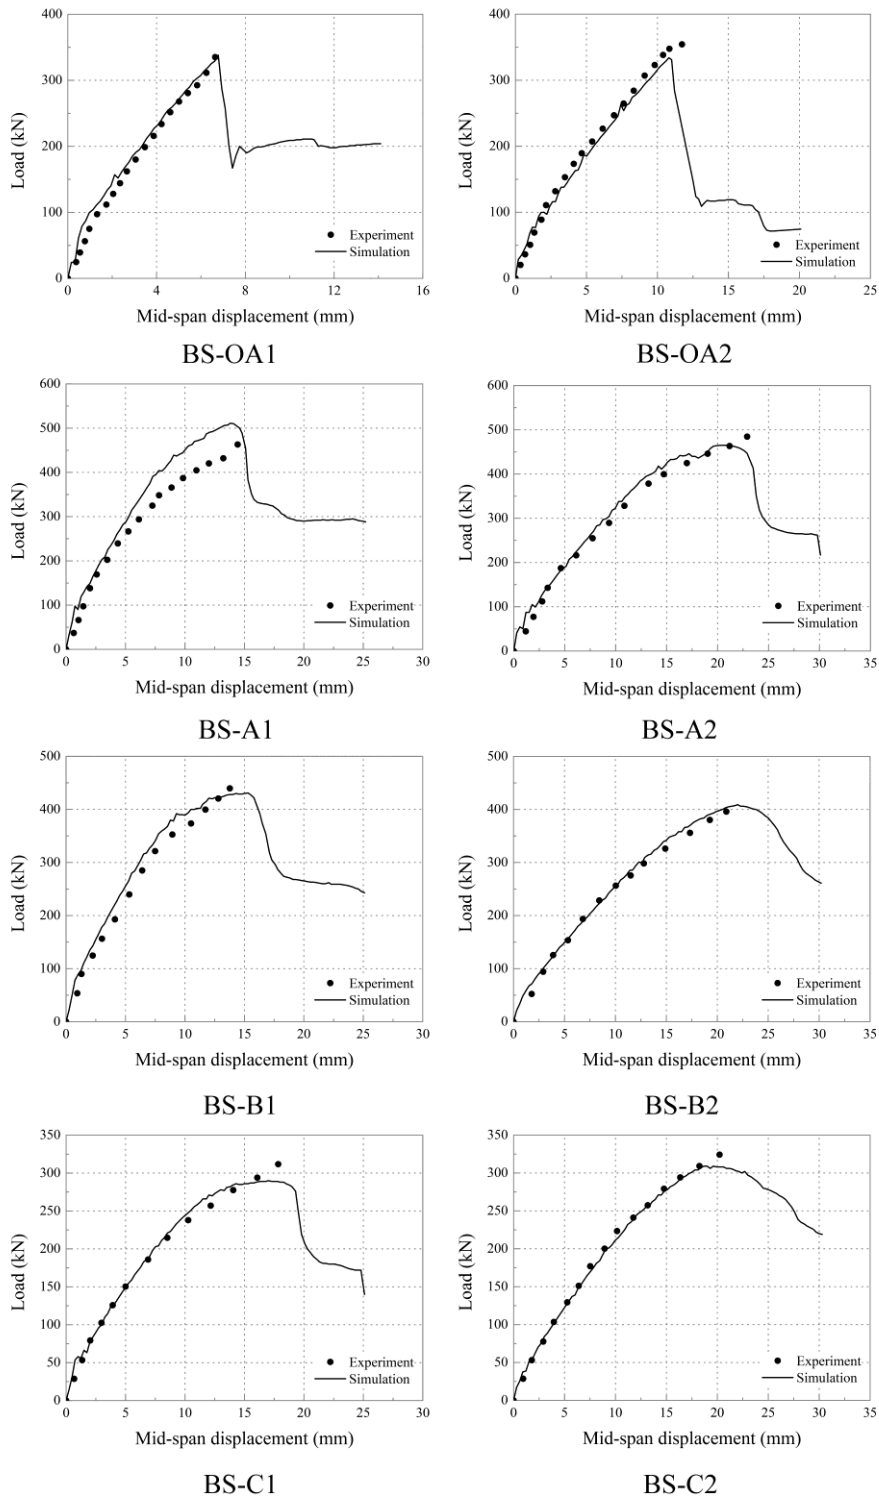 400
300
200
100
0
Load (kN)
Experiment
Simulation
0 4 8 12 16
Mid-span displacement (mm)
BS-OA1
400
300
200
100
0
Load (kN)
Experiment
Simulation
0 5 10 15 20 25
Mid-span displacement (mm)
BS-OA2
600
500
400
300
200
100
0
Load (kN)
Experiment
Simulation
0 5 10 15 20 25 30
Mid-span displacement (mm)
BS-A1
600
500
400
300
200
100
0
Load (kN)
Experiment
Simulation
0 5 10 15 20 25 30 35
Mid-span displacement (mm)
BS-A2
500
400
300
200
100
0
Load (kN)
Experiment
Simulation
0 5 10 15 20 25 30
Mid-span displacement (mm)
BS-B1
500
400
300
200
100
0
Load (kN)
Experiment
Simulation
0 5 10 15 20 25 30 35
Mid-span displacement (mm)
BS-B2
350
300
250
200
150
100
50
0
Load (kN)
Experiment
Simulation
0 5 10 15 20 25 30
Mid-span displacement (mm)
BS-C1
350
300
250
200
150
100
50
0
Load (kN)
Experiment
Simulation
0 5 10 15 20 25 30 35
Mid-span displacement (mm)
BS-C2